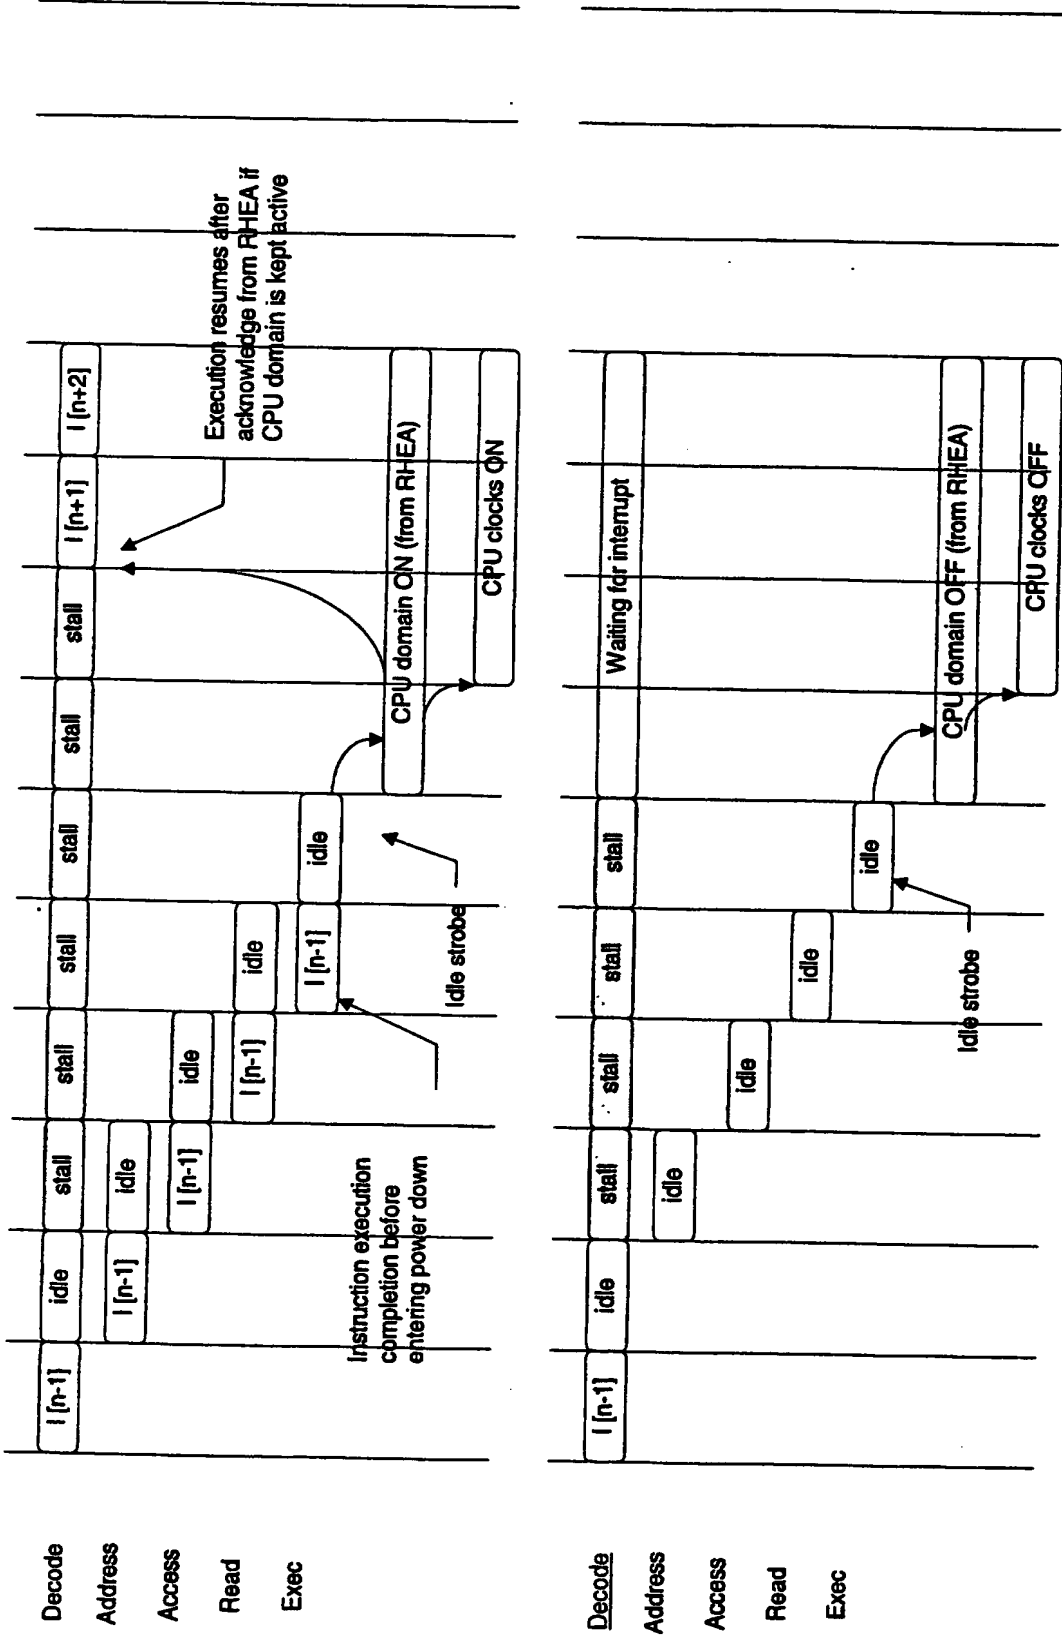 Decode
I [n-1]
idle
stall
stall
stall
stall
stall
stall
I [n+1]
I [n+2]
Address
I [n-1]
idle
Access
I [n-1]
idle
Read
I [n-1]
idle
Exec
I [n-1]
idle
Execution resumes after
acknowledge from RHEA if
CPU domain is kept active
Instruction execution
completion before
entering power down
CPU domain ON (from RHEA)
Idle strobe
CPU clocks ON
Decode
I [n-1]
idle
stall
stall
stall
stall
Waiting for interrupt
Address
idle
Access
Read
idle
idle
Exec
idle
CPU domain OFF (from RHEA)
Idle strobe
CPU clocks OFF